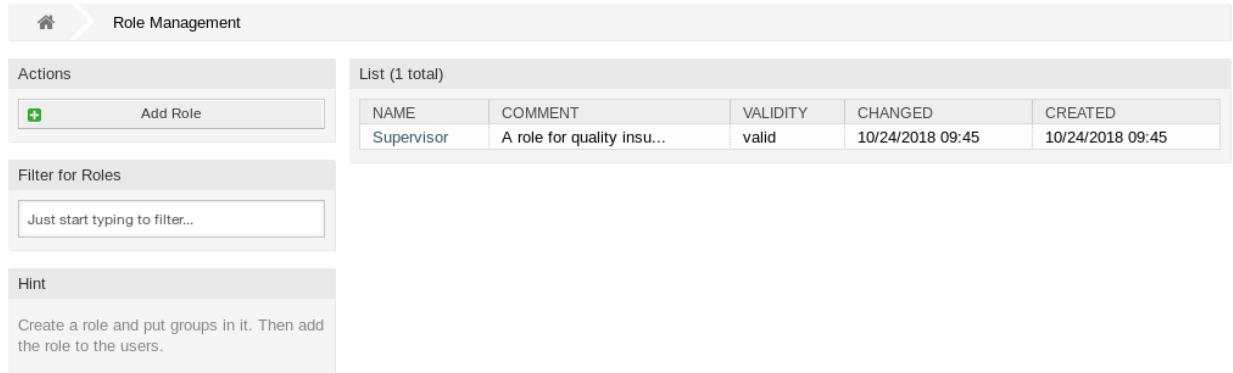 Role Management
Actions
Add Role
Filter for Roles
Just start typing to filter...
Hint
Create a role and put groups in it. Then add
the role to the users.
List (1 total)
NAME COMMENT VALIDITY CHANGED CREATED
Supervisor A role for quality insu... valid 10/24/2018 09:45 10/24/2018 09:45